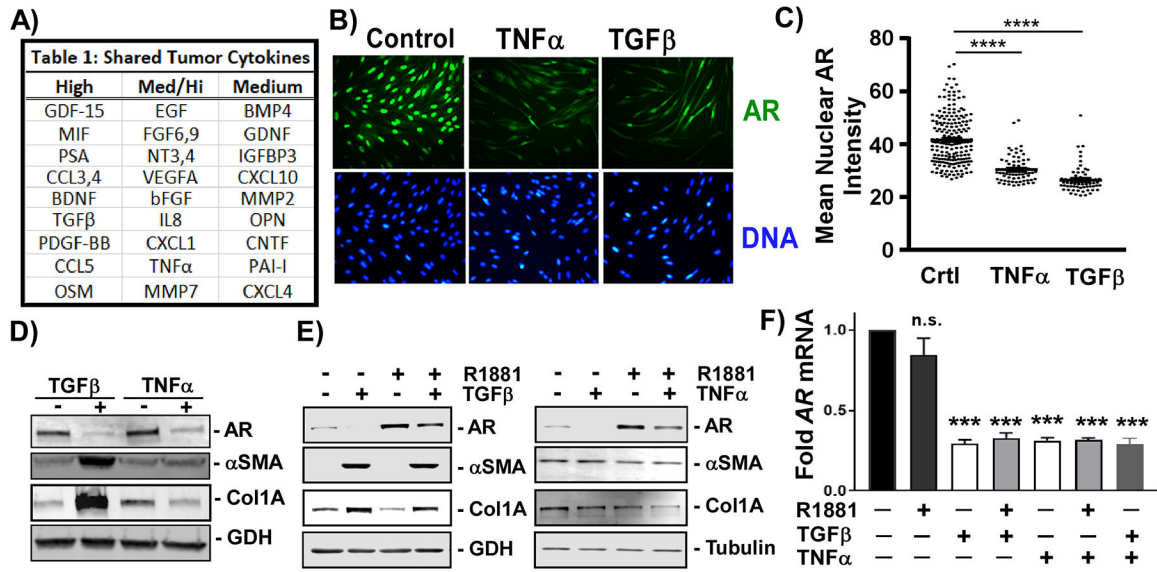 A)
Table 1: Shared Tumor Cytokines
High Med/Hi Medium
GDF-15 EGF BMP4
MIF FGF6,9 GDNF
PSA NT3,4 IGFBP3
CCL3,4 VEGFA CXCL10
BDNF bFGF MMP2
TGFβ IL8 OPN
PDGF-BB CXCL1 CNTF
CCL5 TNFα PAI-I
OSM MMP7 CXCL4
B)
Control TNFα TGFβ
AR
DNA
C)
Mean Nuclear AR
Intensity
****
****
80
60
40
20
0
Crtl TNFα TGFβ
D)
TGFβ TNFα
- + - +
- AR
- αSMA
- Col1A
- GDH
E)
- - + + R1881
- + - + TGFβ
- AR
- αSMA
- Col1A
- GDH
- - + + R1881
- + - + TNFα
- AR
- αSMA
- Col1A
- Tubulin
F)
Fold AR mRNA
1.0
0.5
0.0
n.s.
*** *** *** *** ***
R1881 — + — + — + —
TGFβ — — + + — — +
TNFα — — — — + + +